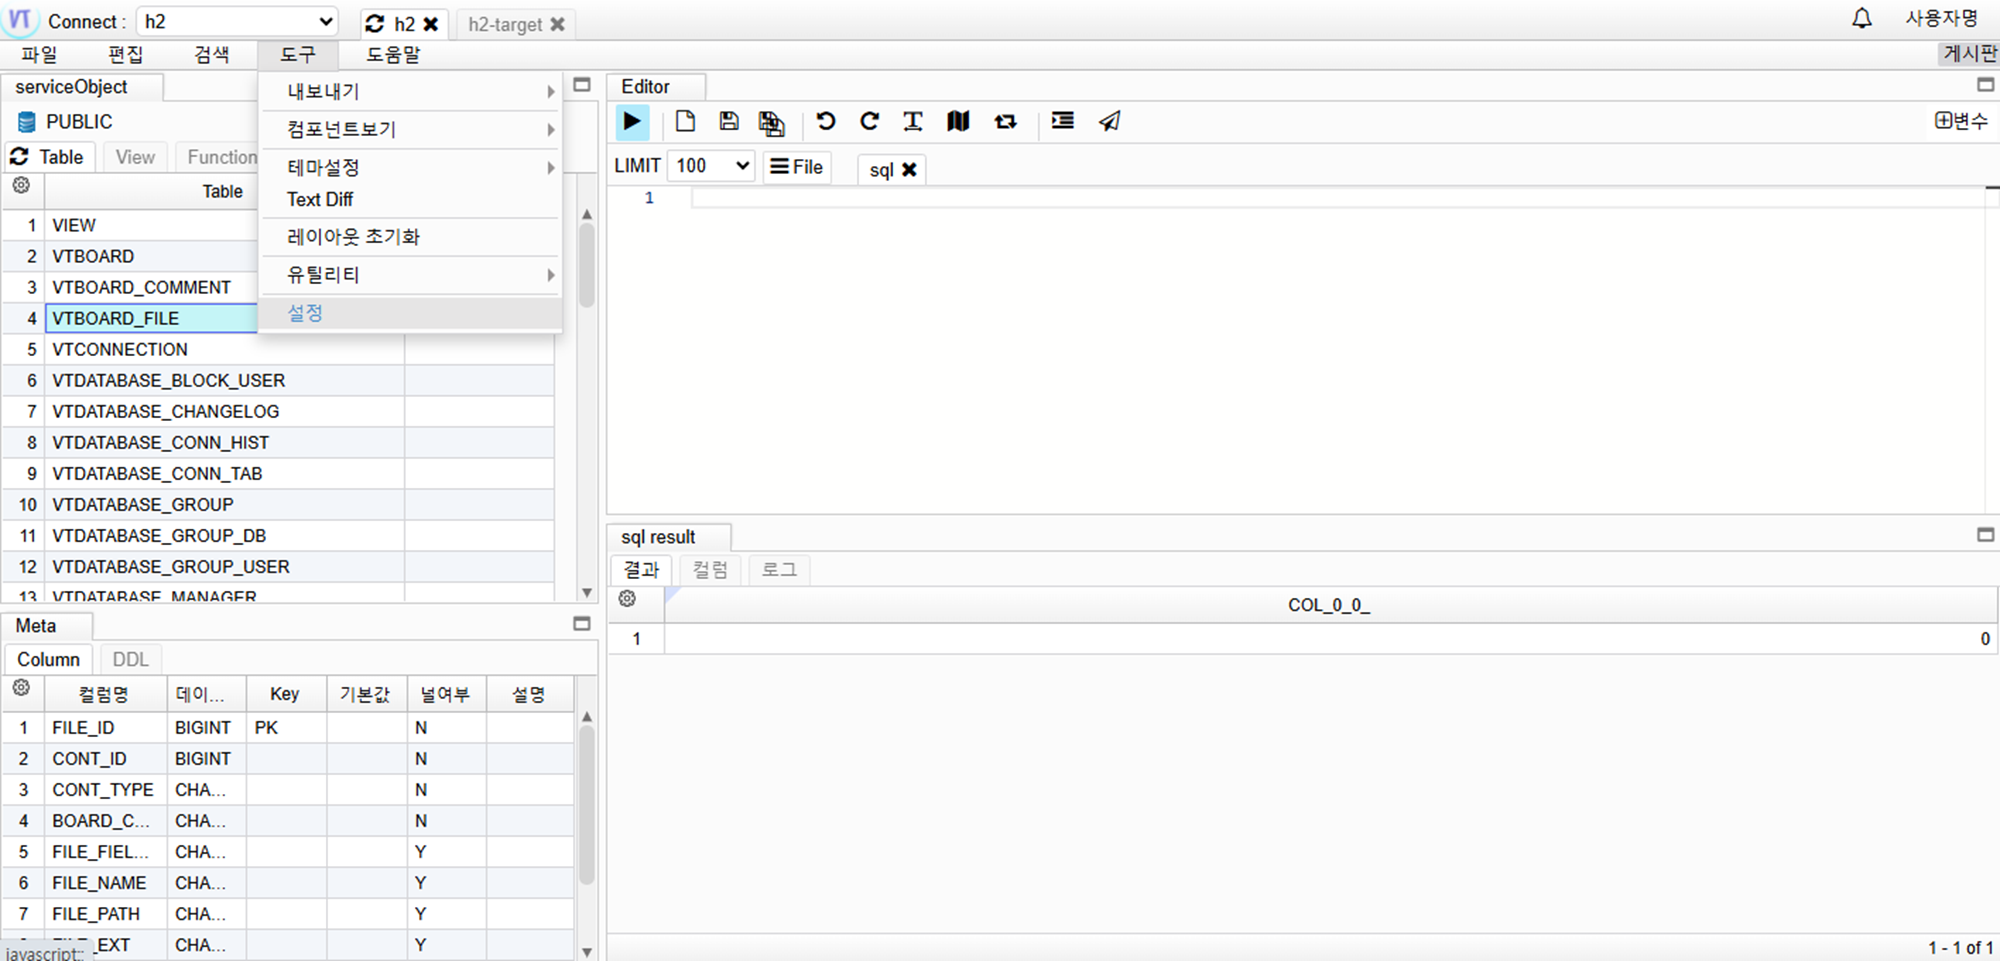 VT Connect : h2 h2 h2-target 사용자명
파일 편집 검색 도구 도움말 게시판
serviceObject
PUBLIC
Table View Function
Table
1 VIEW
2 VTBOARD
3 VTBOARD_COMMENT
4 VTBOARD_FILE
5 VTCONNECTION
6 VTDATABASE_BLOCK_USER
7 VTDATABASE_CHANGELOG
8 VTDATABASE_CONN_HIST
9 VTDATABASE_CONN_TAB
10 VTDATABASE_GROUP
11 VTDATABASE_GROUP_DB
12 VTDATABASE_GROUP_USER
13 VTDATABASE_MANAGER
내보내기
컴포넌트보기
테마설정
Text Diff
레이아웃 초기화
유틸리티
설정
Meta
Column DDL
컬럼명 데이... Key 기본값 널여부 설명
1 FILE_ID BIGINT PK N
2 CONT_ID BIGINT N
3 CONT_TYPE CHA... N
4 BOARD_C... CHA... N
5 FILE_FIEL... CHA... Y
6 FILE_NAME CHA... Y
7 FILE_PATH CHA... Y
_EXT CHA... Y
javascript:;
Editor
변수
LIMIT 100 File sql
1
sql result
결과 컬럼 로그
COL_0_0_
1 0
1 - 1 of 1